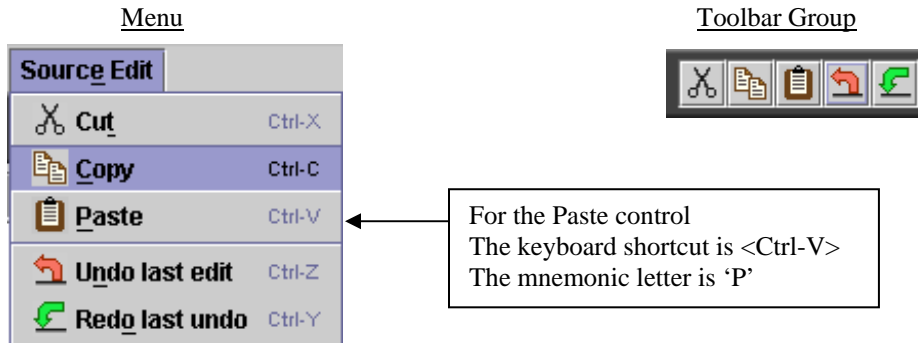 Menu
Toolbar Group
Source Edit
Cut Ctrl-X
Copy Ctrl-C
Paste Ctrl-V
Undo last edit Ctrl-Z
Redo last undo Ctrl-Y
For the Paste control
The keyboard shortcut is <Ctrl-V>
The mnemonic letter is ‘P’